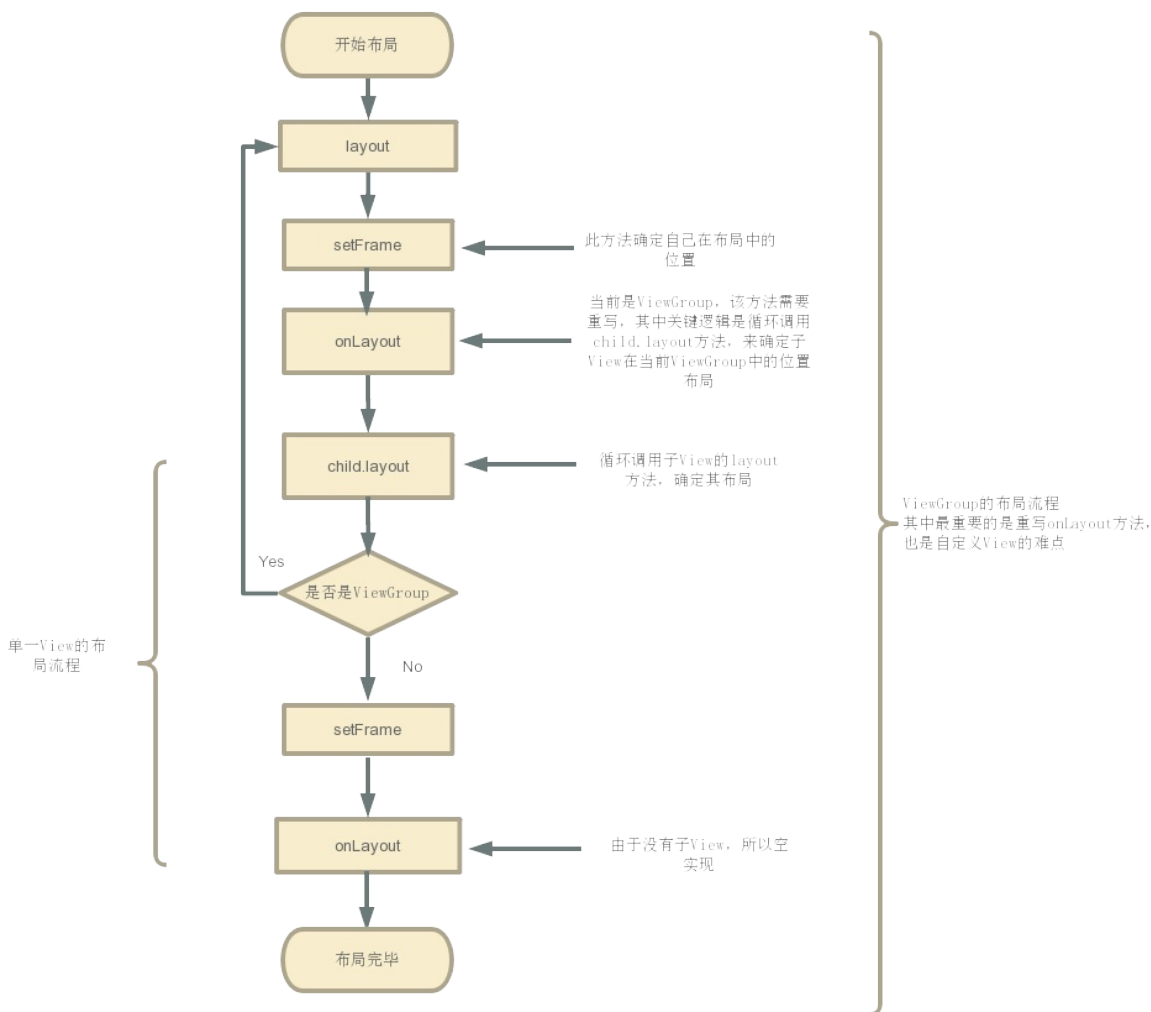 开始布局
layout
setFrame
此方法确定自己在布局中的
位置
onLayout
当前是ViewGroup，该方法需要
重写，其中关键逻辑是循环调用
child.layout方法，来确定子
View在当前ViewGroup中的位置
布局
child.layout
循环调用子View的layout
方法，确定其布局
ViewGroup的布局流程
其中最重要的是重写onLayout方法，
也是自定义View的难点
Yes
是否是ViewGroup
单一View的布
局流程
No
setFrame
onLayout
由于没有子View，所以空
实现
布局完毕